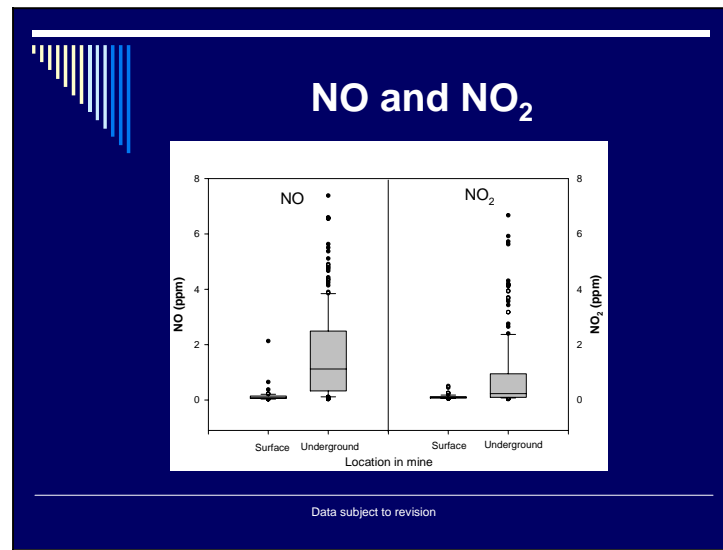 NO and NO₂
NO
NO₂
8
6
4
2
0
NO (ppm)
8
6
4
2
0
NO₂ (ppm)
Surface Underground Surface Underground
Location in mine
Data subject to revision